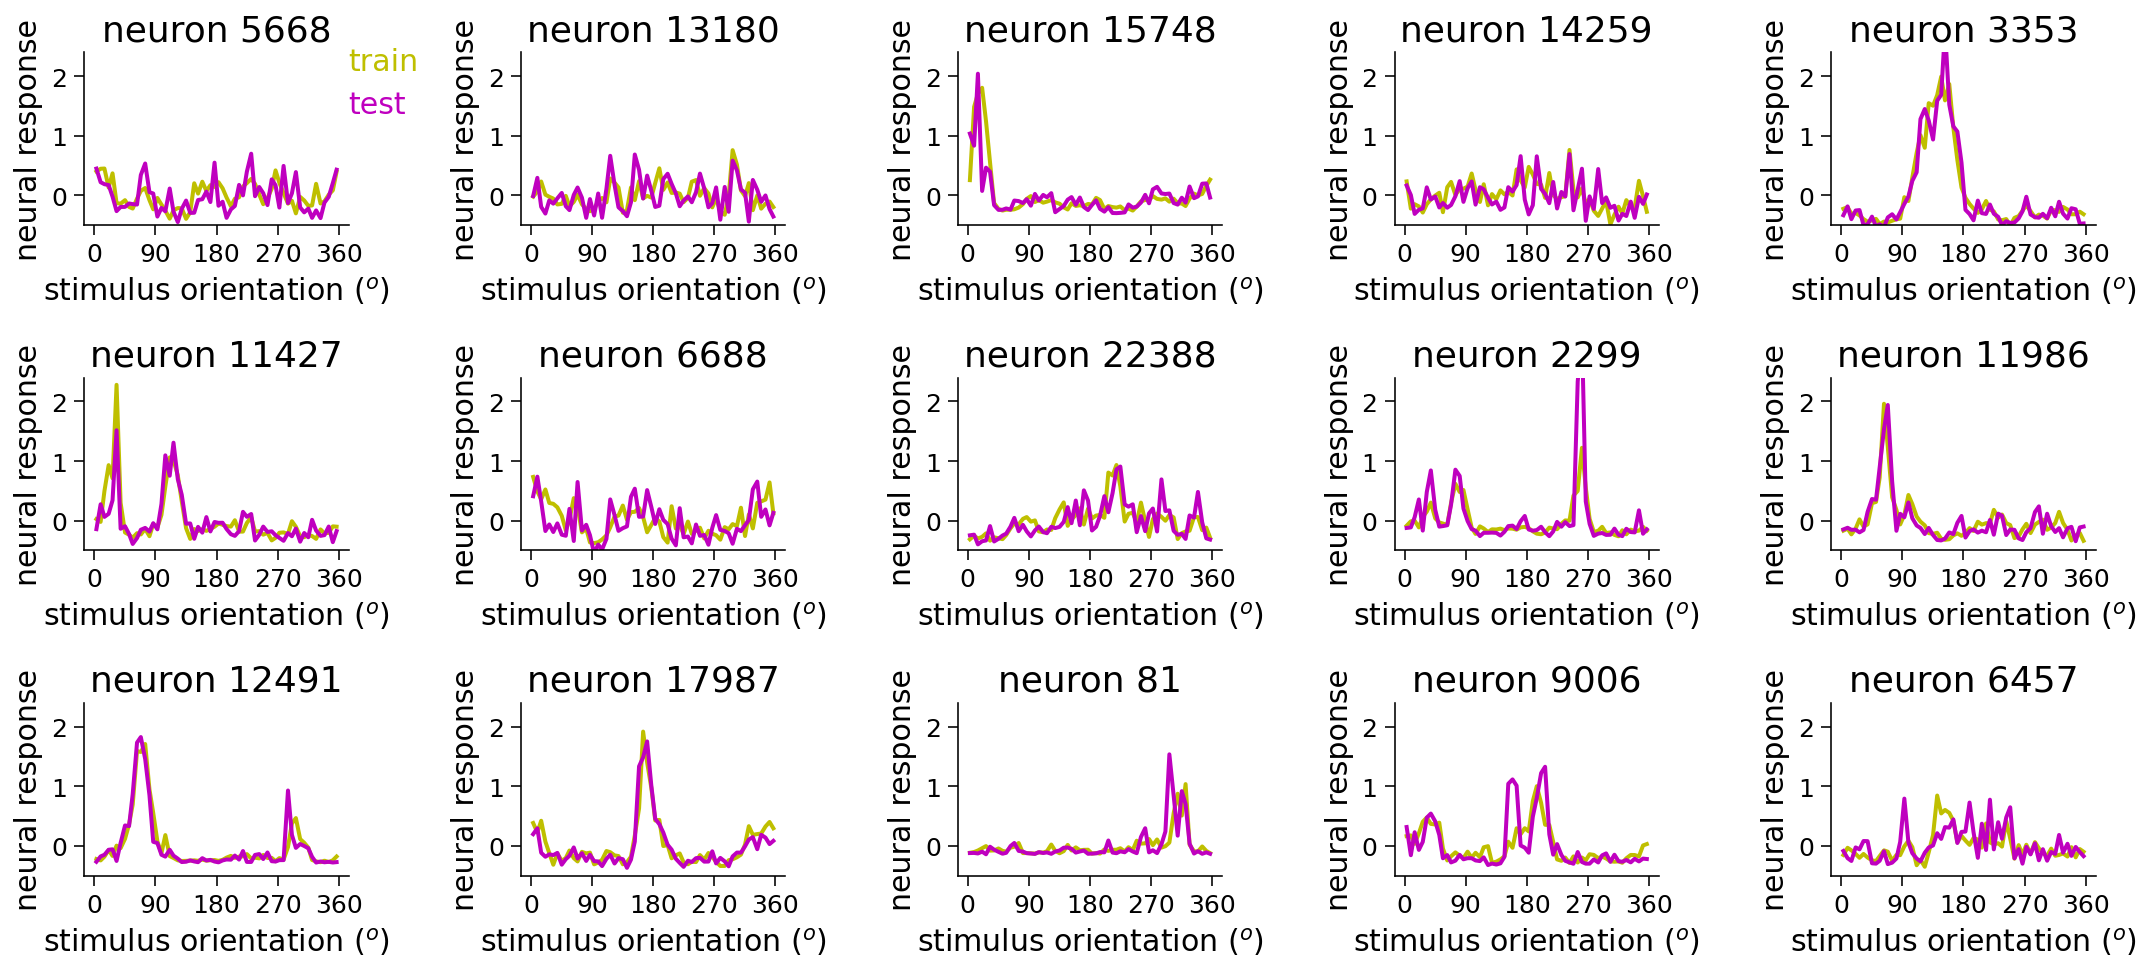 neuron 5668
train
test
neural response
2
1
0
0 90 180 270 360
stimulus orientation (o)
neuron 13180
neural response
2
1
0
0 90 180 270 360
stimulus orientation (o)
neuron 15748
neural response
2
1
0
0 90 180 270 360
stimulus orientation (o)
neuron 14259
neural response
2
1
0
0 90 180 270 360
stimulus orientation (o)
neuron 3353
neural response
2
1
0
0 90 180 270 360
stimulus orientation (o)
neuron 11427
neural response
2
1
0
0 90 180 270 360
stimulus orientation (o)
neuron 6688
neural response
2
1
0
0 90 180 270 360
stimulus orientation (o)
neuron 22388
neural response
2
1
0
0 90 180 270 360
stimulus orientation (o)
neuron 2299
neural response
2
1
0
0 90 180 270 360
stimulus orientation (o)
neuron 11986
neural response
2
1
0
0 90 180 270 360
stimulus orientation (o)
neuron 12491
neural response
2
1
0
0 90 180 270 360
stimulus orientation (o)
neuron 17987
neural response
2
1
0
0 90 180 270 360
stimulus orientation (o)
neuron 81
neural response
2
1
0
0 90 180 270 360
stimulus orientation (o)
neuron 9006
neural response
2
1
0
0 90 180 270 360
stimulus orientation (o)
neuron 6457
neural response
2
1
0
0 90 180 270 360
stimulus orientation (o)